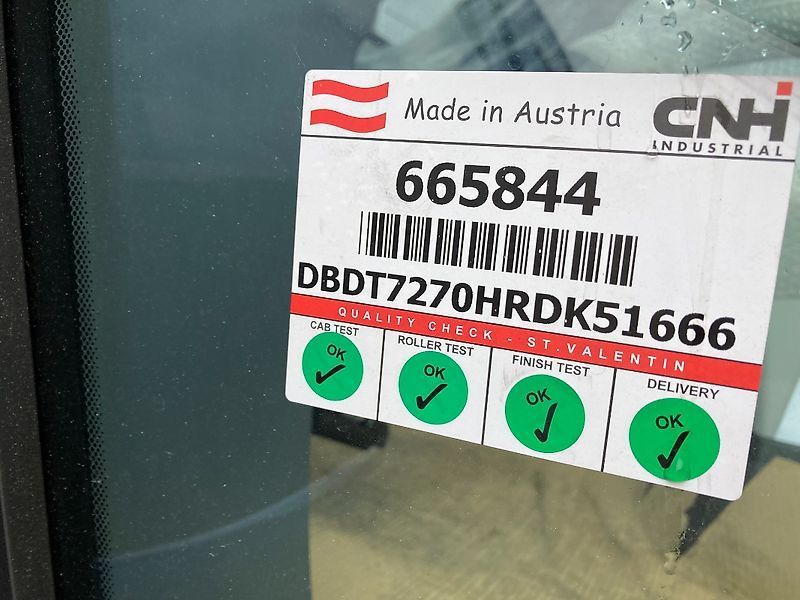 Made in Austria
CNH
INDUSTRIAL
665844
DBDT7270HRDK51666
QUALITY CHECK - ST.VALENTIN
CAB TEST
OK
ROLLER TEST
OK
FINISH TEST
OK
DELIVERY
OK